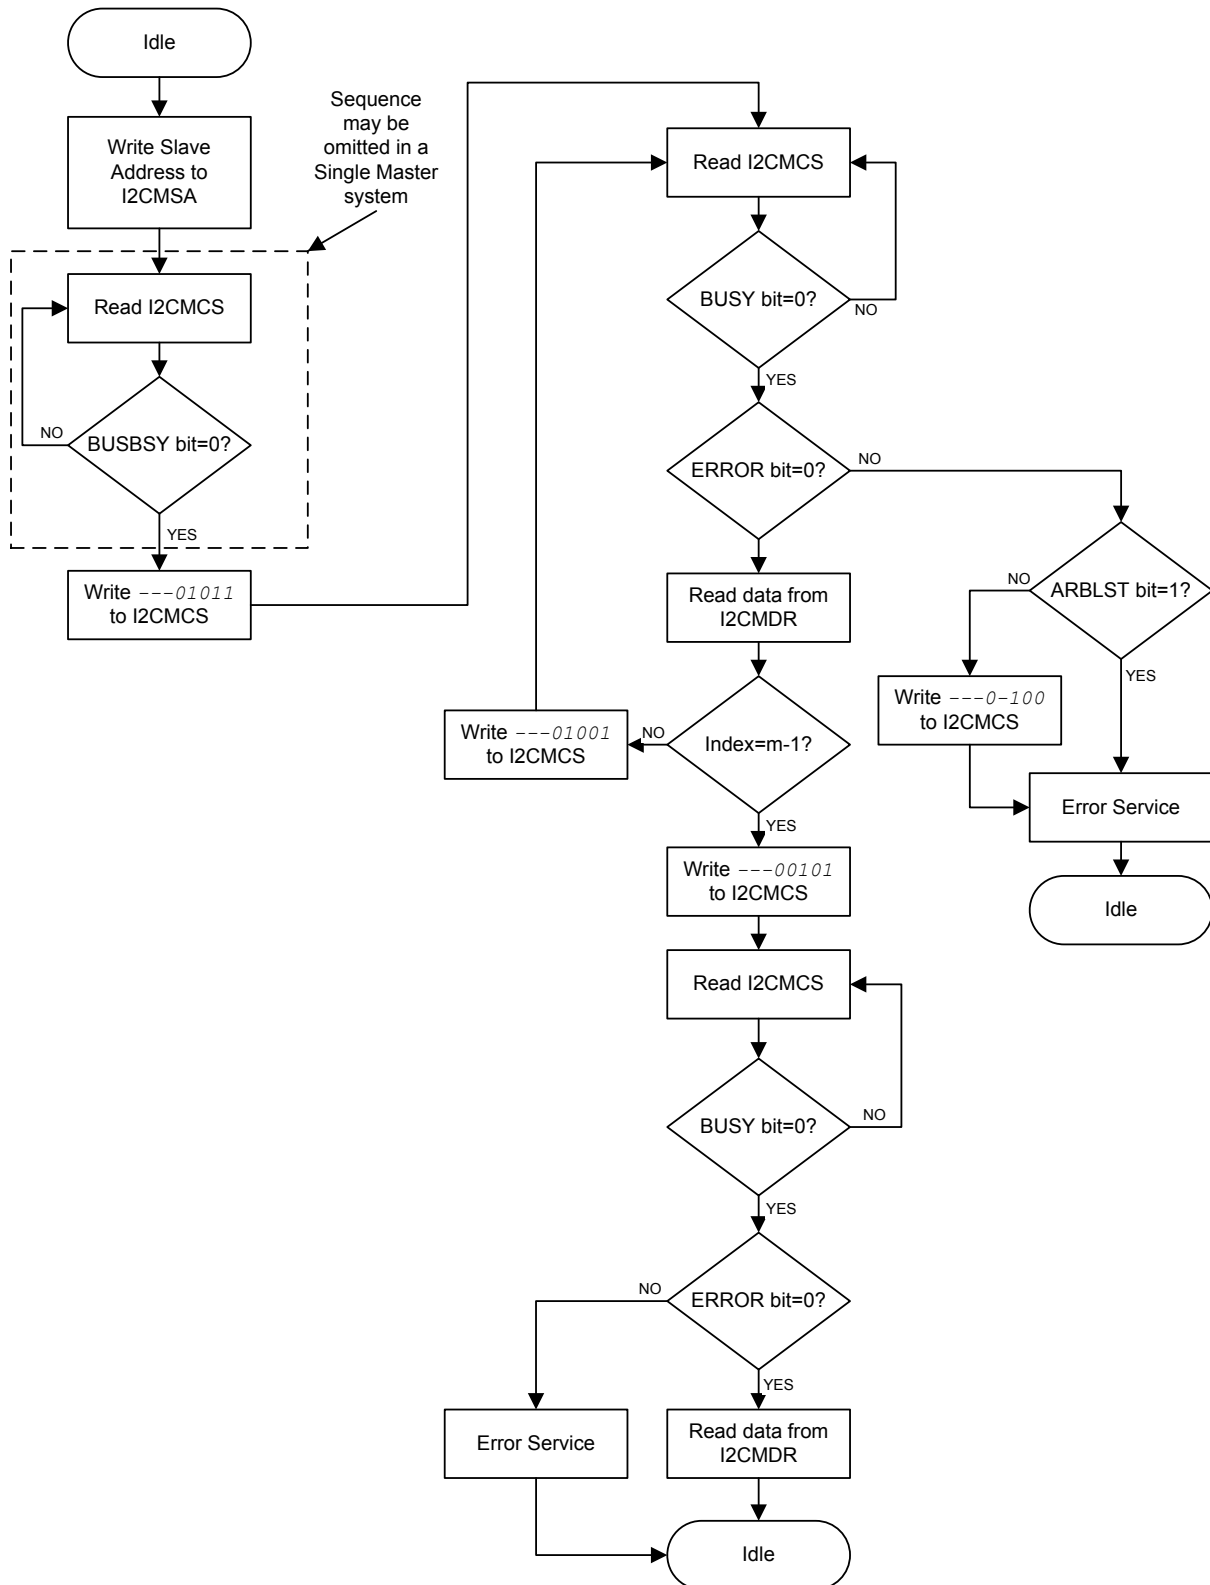 Idle
Write Slave
Address to
I2CMSA
Sequence
may be
omitted in a
Single Master
system
Read I2CMCS
BUSBSY bit=0?
NO
YES
Write ---01011
to I2CMCS
Read I2CMCS
BUSY bit=0?
NO
YES
ERROR bit=0?
NO
Read data from
I2CMDR
ARBLST bit=1?
NO
YES
Write ---0-100
to I2CMCS
Error Service
Idle
Index=m-1?
NO
Write ---01001
to I2CMCS
YES
Write ---00101
to I2CMCS
Read I2CMCS
BUSY bit=0?
NO
YES
ERROR bit=0?
NO
YES
Error Service
Read data from
I2CMDR
Idle